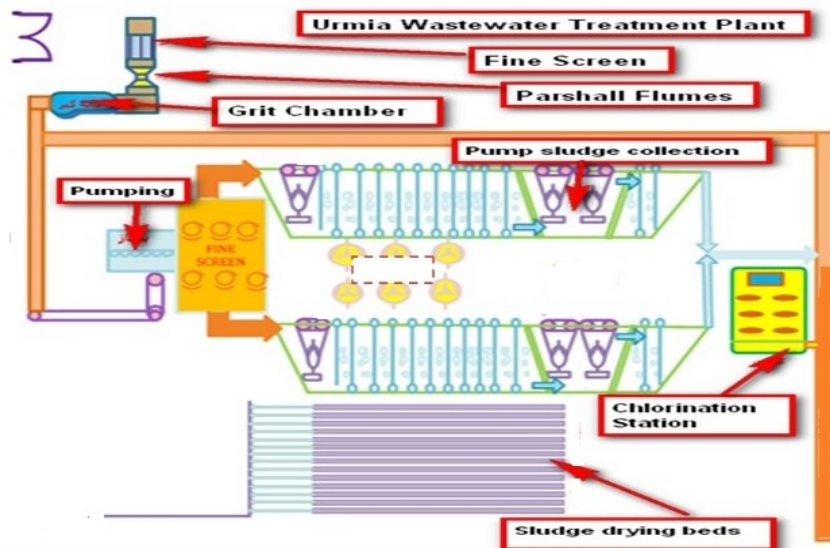 Urmia Wastewater Treatment Plant
Fine Screen
Parshall Flumes
Grit Chamber
Pump sludge collection
Pumping
FINE
SCREEN
Chlorination
Station
Sludge drying beds